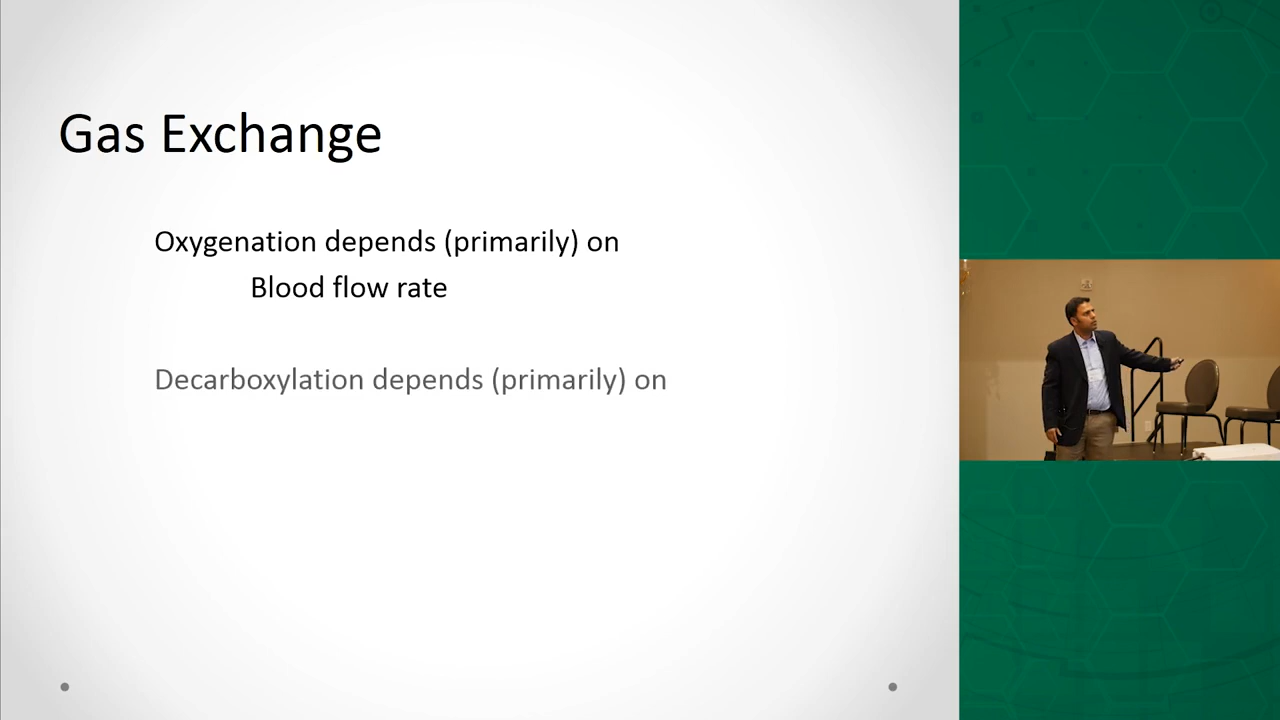 Gas Exchange
Oxygenation depends (primarily) on
Blood flow rate
Decarboxylation depends (primarily) on